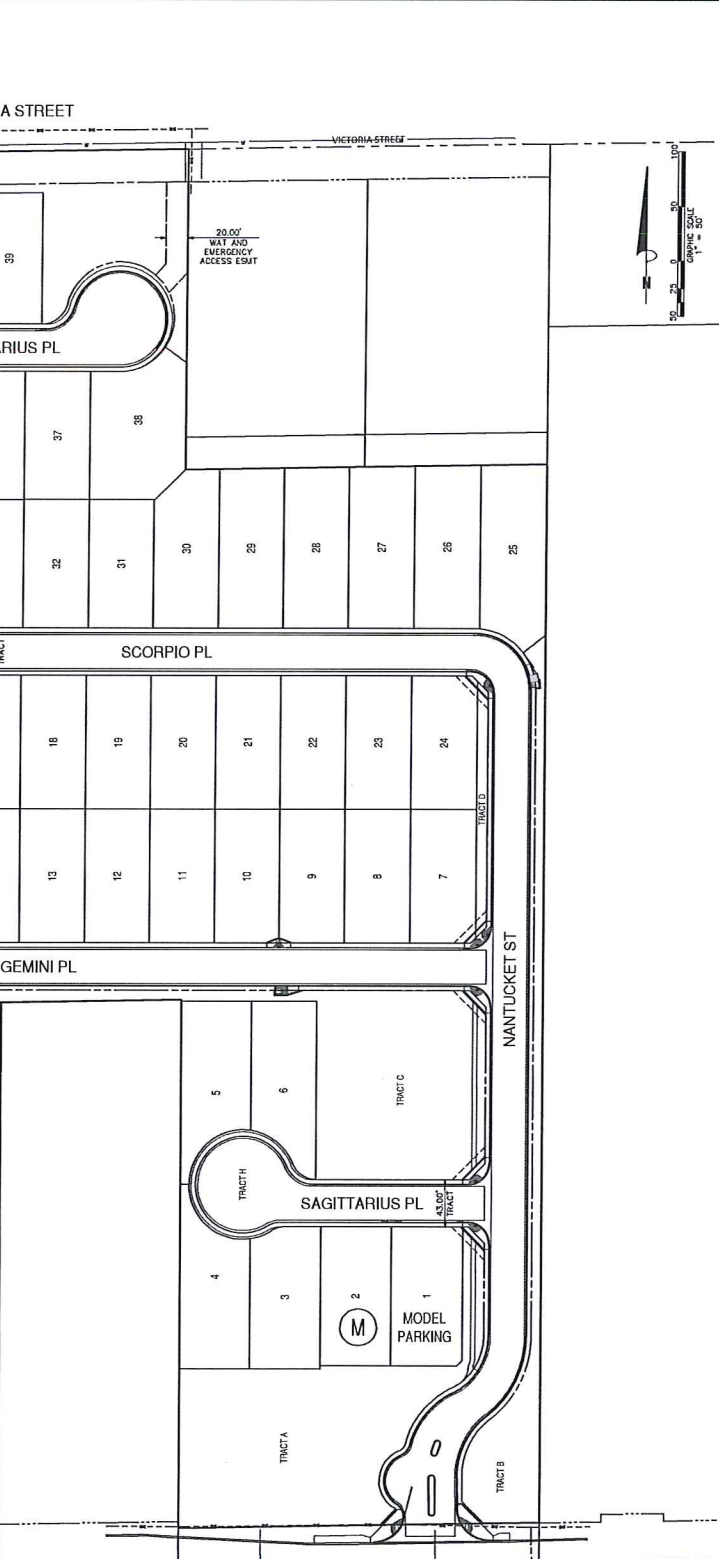 A STREET
VICTORIA STREET
100'
50
0
25
50
GRAPHIC SCALE
1" = 50'
N
20.00'
WAT AND
EMERGENCY
ACCESS ESMT
39
RIUS PL
37
38
32
31
30
29
28
27
26
25
TRACT
SCORPIO PL
18
19
20
21
22
23
24
TRACT D
13
12
11
10
9
8
7
GEMINI PL
NANTUCKET ST
5
6
TRACT C
TRACT H
SAGITTARIUS PL
43.00'
TRACT
4
3
2
1
M
MODEL
PARKING
TRACT A
TRACT B